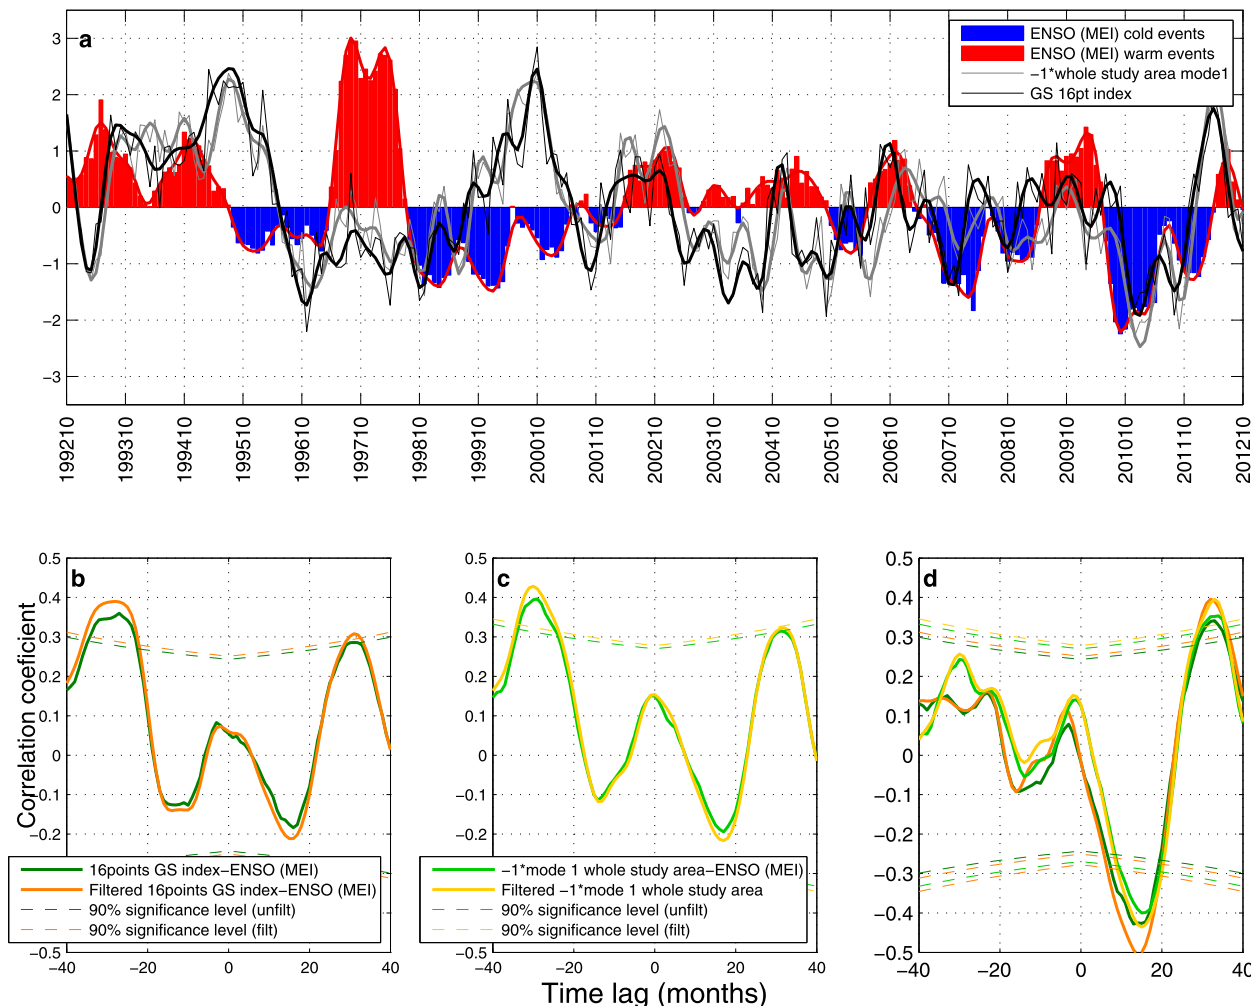 a
3
2
1
0
−1
−2
−3
ENSO (MEI) cold events
ENSO (MEI) warm events
−1*whole study area mode1
GS 16pt index
199210 199310 199410 199510 199610 199710 199810 199910 200010 200110 200210 200310 200410 200510 200610 200710 200810 200910 201010 201110 201210
Correlation coeficient
b
0.5
0.4
0.3
0.2
0.1
0
−0.1
−0.2
16points GS index−ENSO (MEI)
Filtered 16points GS index−ENSO (MEI)
90% significance level (unfilt)
90% significance level (filt)
−0.5
−40 −20 0 20 40
c
0.5
0.4
0.3
0.2
0.1
0
−0.1
−0.2
−1*mode 1 whole study area−ENSO (MEI)
Filtered −1*mode 1 whole study area
90% significance level (unfilt)
90% significance level (filt)
−0.5
−40 −20 0 20 40
d
0.5
0.4
0.3
0.2
0.1
0
−0.1
−0.2
−0.3
−0.4
−0.5
−40 −20 0 20 40
Time lag (months)